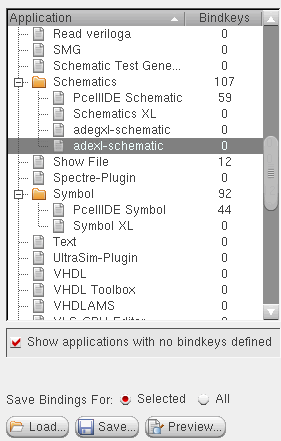 Application Bindkeys
Read veriloga 0
SMG 0
Schematic Test Gene... 0
Schematics 107
PcellIDE Schematic 59
Schematics XL 0
adegxl-schematic 0
adexl-schematic 0
Show File 12
Spectre-Plugin 0
Symbol 92
PcellIDE Symbol 44
Symbol XL 0
Text 0
UltraSim-Plugin 0
VHDL 0
VHDL Toolbox 0
VHDLAMS 0
Show applications with no bindkeys defined
Save Bindings For: Selected All
Load... Save... Preview...